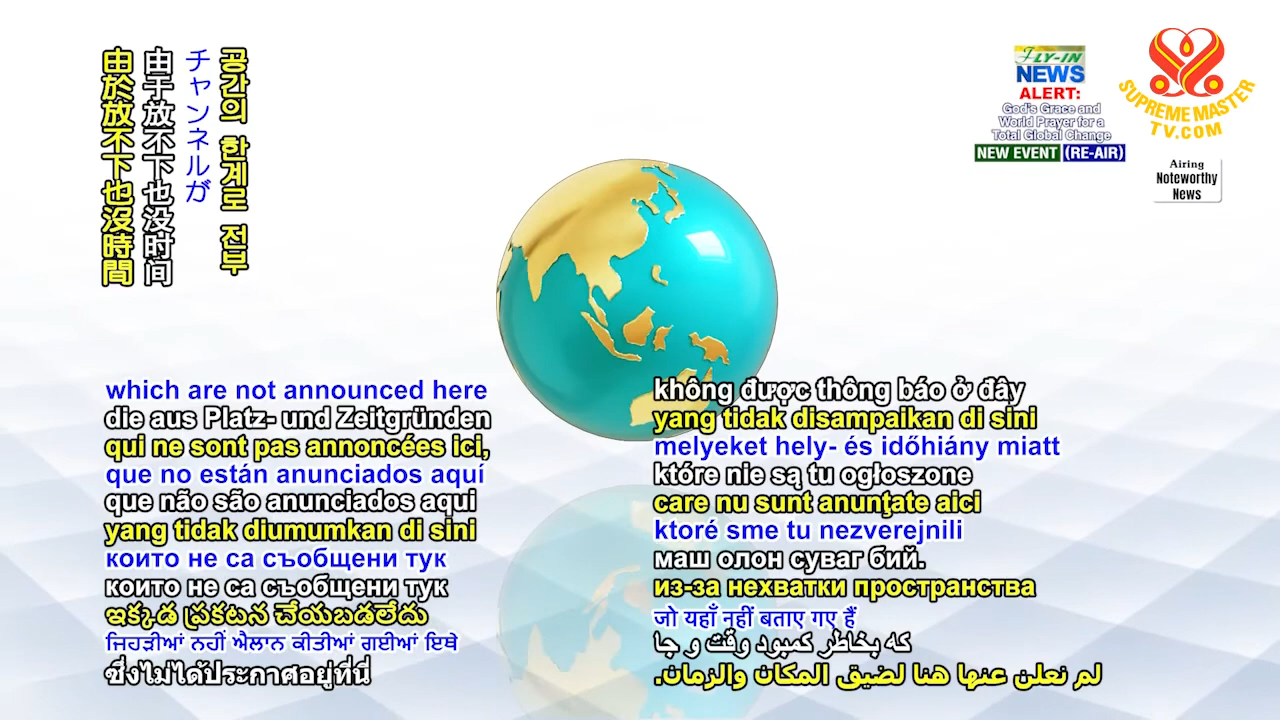 공간의 한계로 전부
チャンネルが
由于放不下也没时间
由於放不下也沒時間
FLY-IN
NEWS
ALERT:
God's Grace and
World Prayer for a
Total Global Change
NEW EVENT (RE-AIR)
SUPREME MASTER
TV.COM
Airing
Noteworthy
News
which are not announced here
die aus Platz- und Zeitgründen
qui ne sont pas annoncées ici,
que no están anunciados aquí
que não são anunciados aqui
yang tidak diumumkan di sini
които не са съобщени тук
които не са съобщени тук
ఇక్కడ ప్రకటన చేయబడలేదు
ਜਿਹੜੀਆਂ ਨਹੀਂ ਐਲਾਨ ਕੀਤੀਆਂ ਗਈਆਂ ਇਥੇ
ซึ่งไม่ได้ประกาศอยู่ที่นี่
không được thông báo ở đây
yang tidak disampaikan di sini
melyeket hely- és időhiány miatt
które nie są tu ogłoszone
care nu sunt anunţate aici
ktoré sme tu nezverejnili
маш олон суваг бий.
из-за нехватки пространства
जो यहाँ नहीं बताए गए हैं
که بخاطر کمبود وقت و جا
لم نعلن عنها هنا لضيق المكان والزمان.